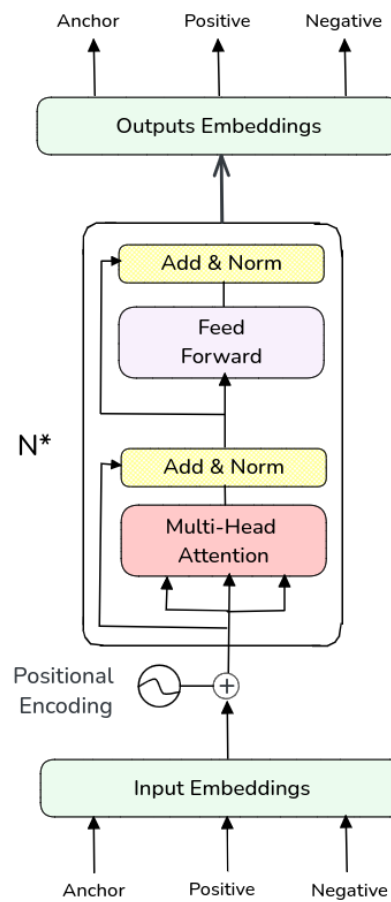 Anchor
Positive
Negative
Outputs Embeddings
Add & Norm
Feed
Forward
N*
Add & Norm
Multi-Head
Attention
Positional
Encoding
+
Input Embeddings
Anchor
Positive
Negative